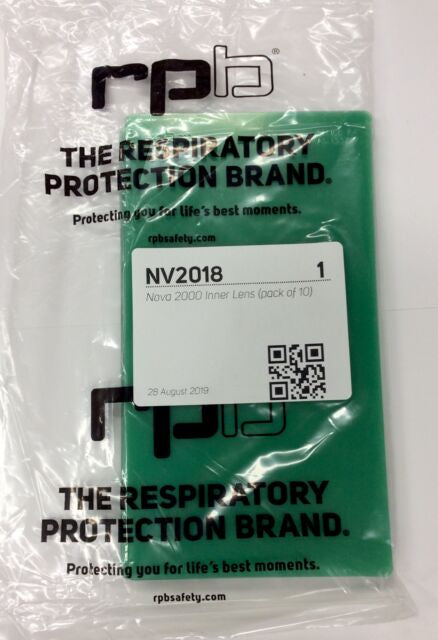 rpb®
THE RESPIRATORY
PROTECTION BRAND.®
Protecting you for life's best moments.
rpbsafety.com
NV2018 1
Nova 2000 Inner Lens (pack of 10)
28 August 2019
rpb
THE RESPIRATORY
PROTECTION BRAND.®
Protecting you for life's best moments.
rpbsafety.com